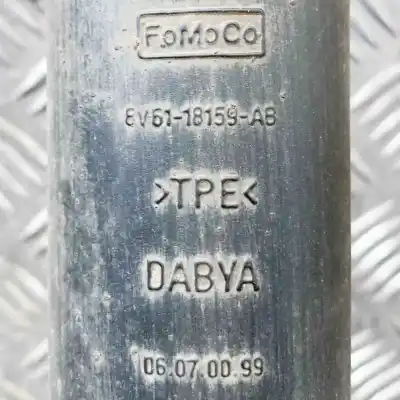 FoMoCo
8V61-18159-AB
>TPE<
DABYA
06.07.00 99